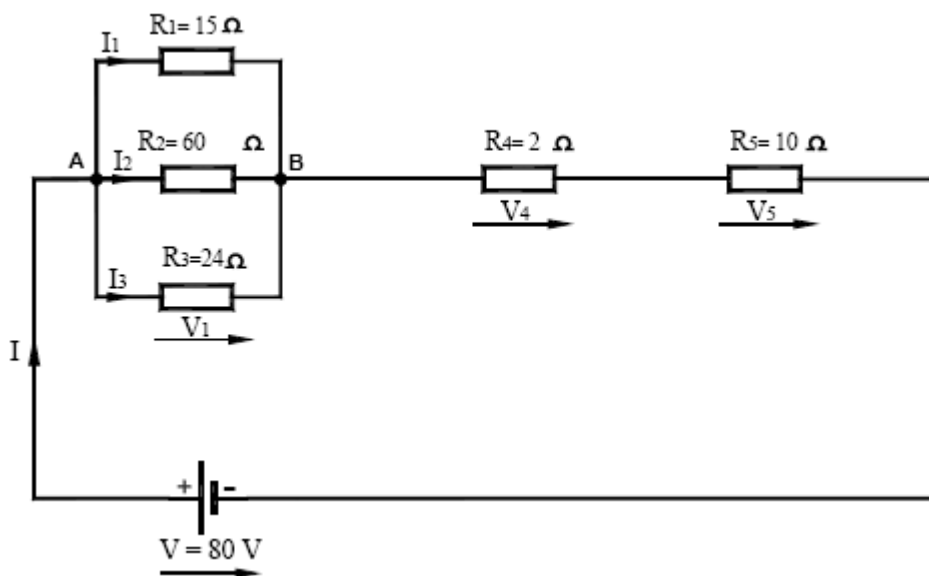 R1= 15 Ω
I1
R2= 60 Ω
A
I2
B
R4= 2 Ω
R5= 10 Ω
V4
V5
R3=24Ω
I3
V1
I
+
-
V = 80 V